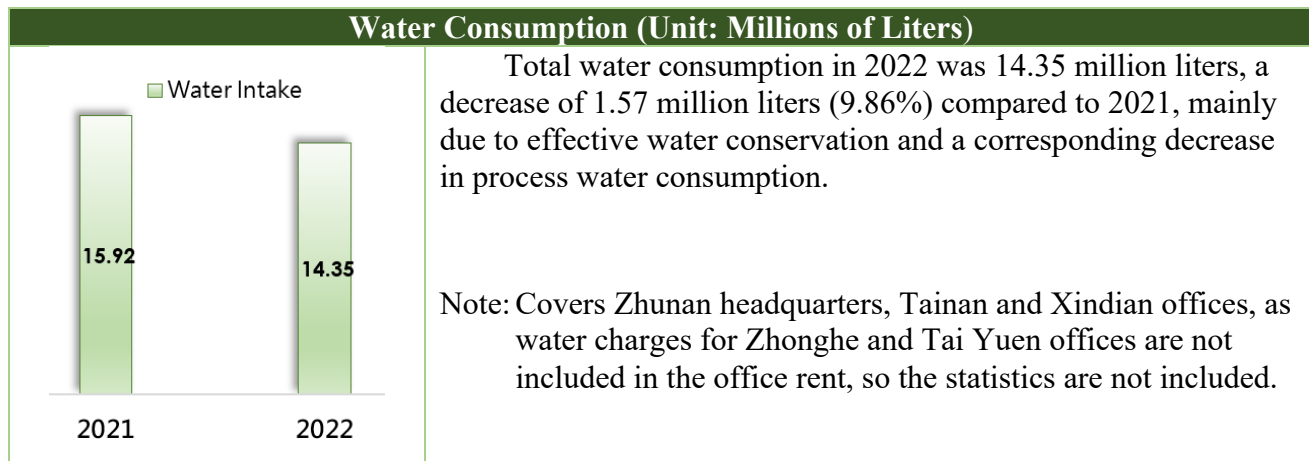 Water Consumption (Unit: Millions of Liters)
Water Intake
15.92
14.35
2021
2022
Total water consumption in 2022 was 14.35 million liters, a
decrease of 1.57 million liters (9.86%) compared to 2021, mainly
due to effective water conservation and a corresponding decrease
in process water consumption.
Note: Covers Zhunan headquarters, Tainan and Xindian offices, as
water charges for Zhonghe and Tai Yuen offices are not
included in the office rent, so the statistics are not included.